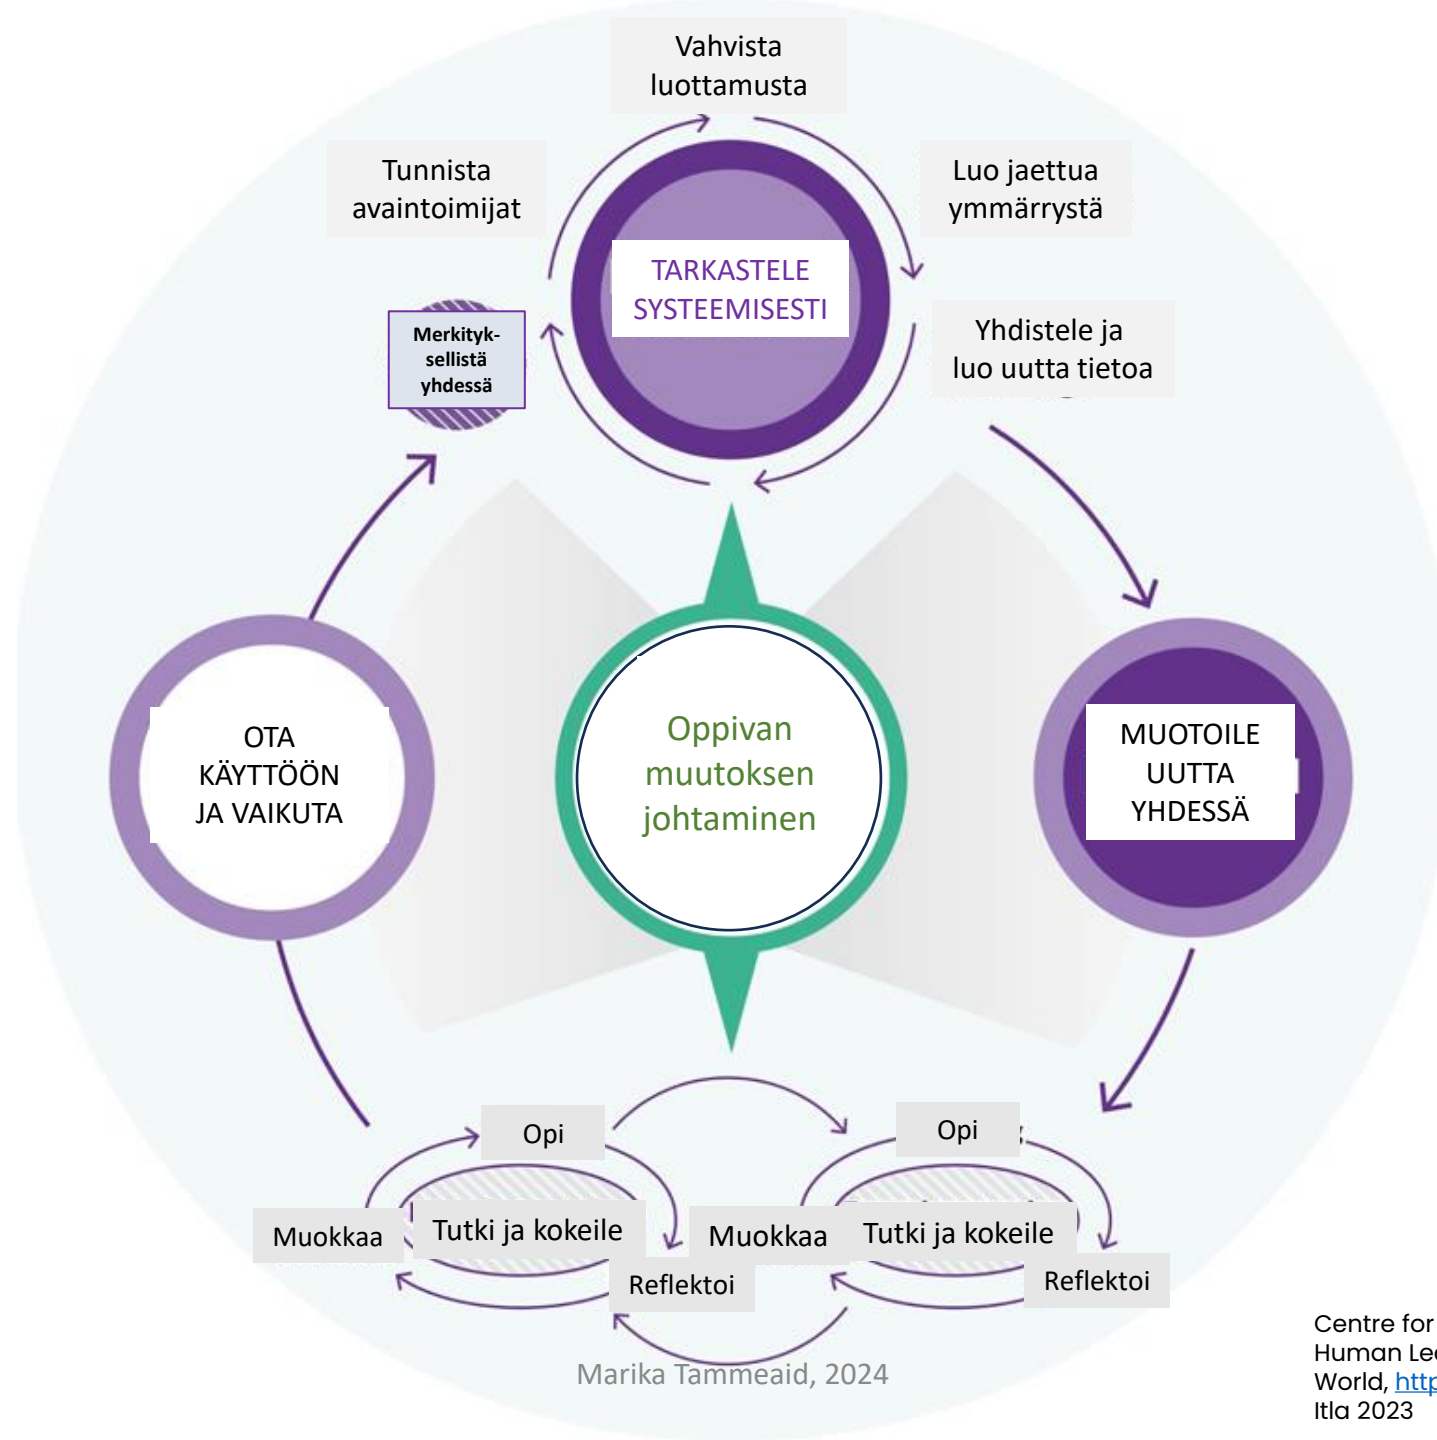 Vahvista
luottamusta
Tunnista
avaintoimijat
Luo jaettua
ymmärrystä
TARKASTELE
SYSTEEMISESTI
Merkityk-
sellistä
yhdessä
Yhdistele ja
luo uutta tietoa
OTA
KÄYTTÖÖN
JA VAIKUTA
Oppivan
muutoksen
johtaminen
MUOTOILE
UUTTA
YHDESSÄ
Opi
Muokkaa
Tutki ja kokeile
Reflektoi
Opi
Muokkaa
Tutki ja kokeile
Reflektoi
Marika Tammeaid, 2024
Centre for
Human
World,
Itla 2023